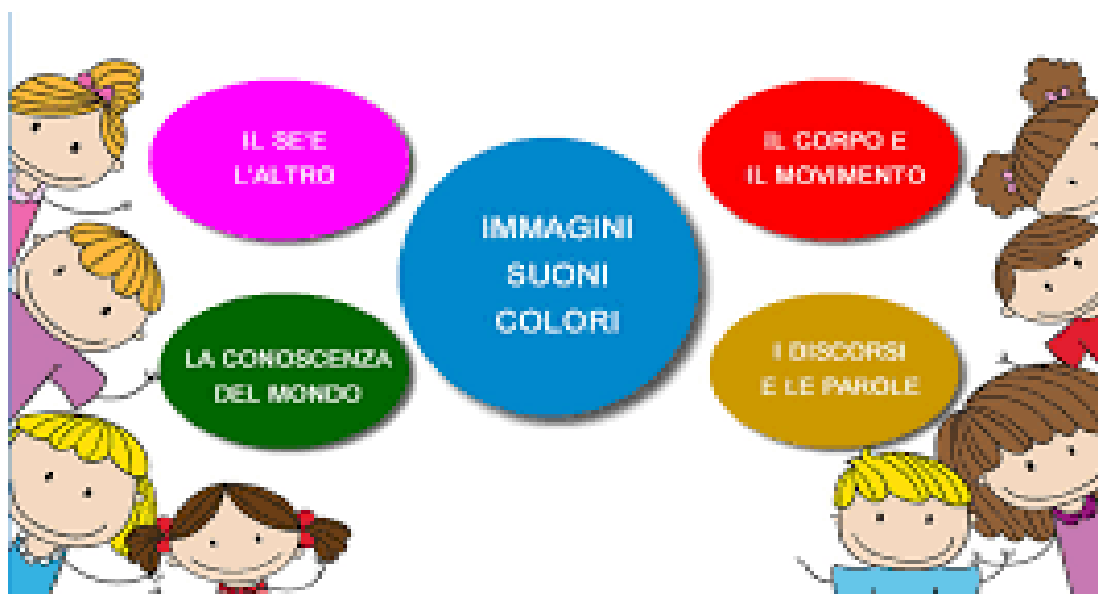 IL SE'E
L'ALTRO
IMMAGINI
SUONI
COLORI
IL CORPO E
IL MOVIMENTO
LA CONOSCENZA
DEL MONDO
I DISCORSI
E LE PAROLE